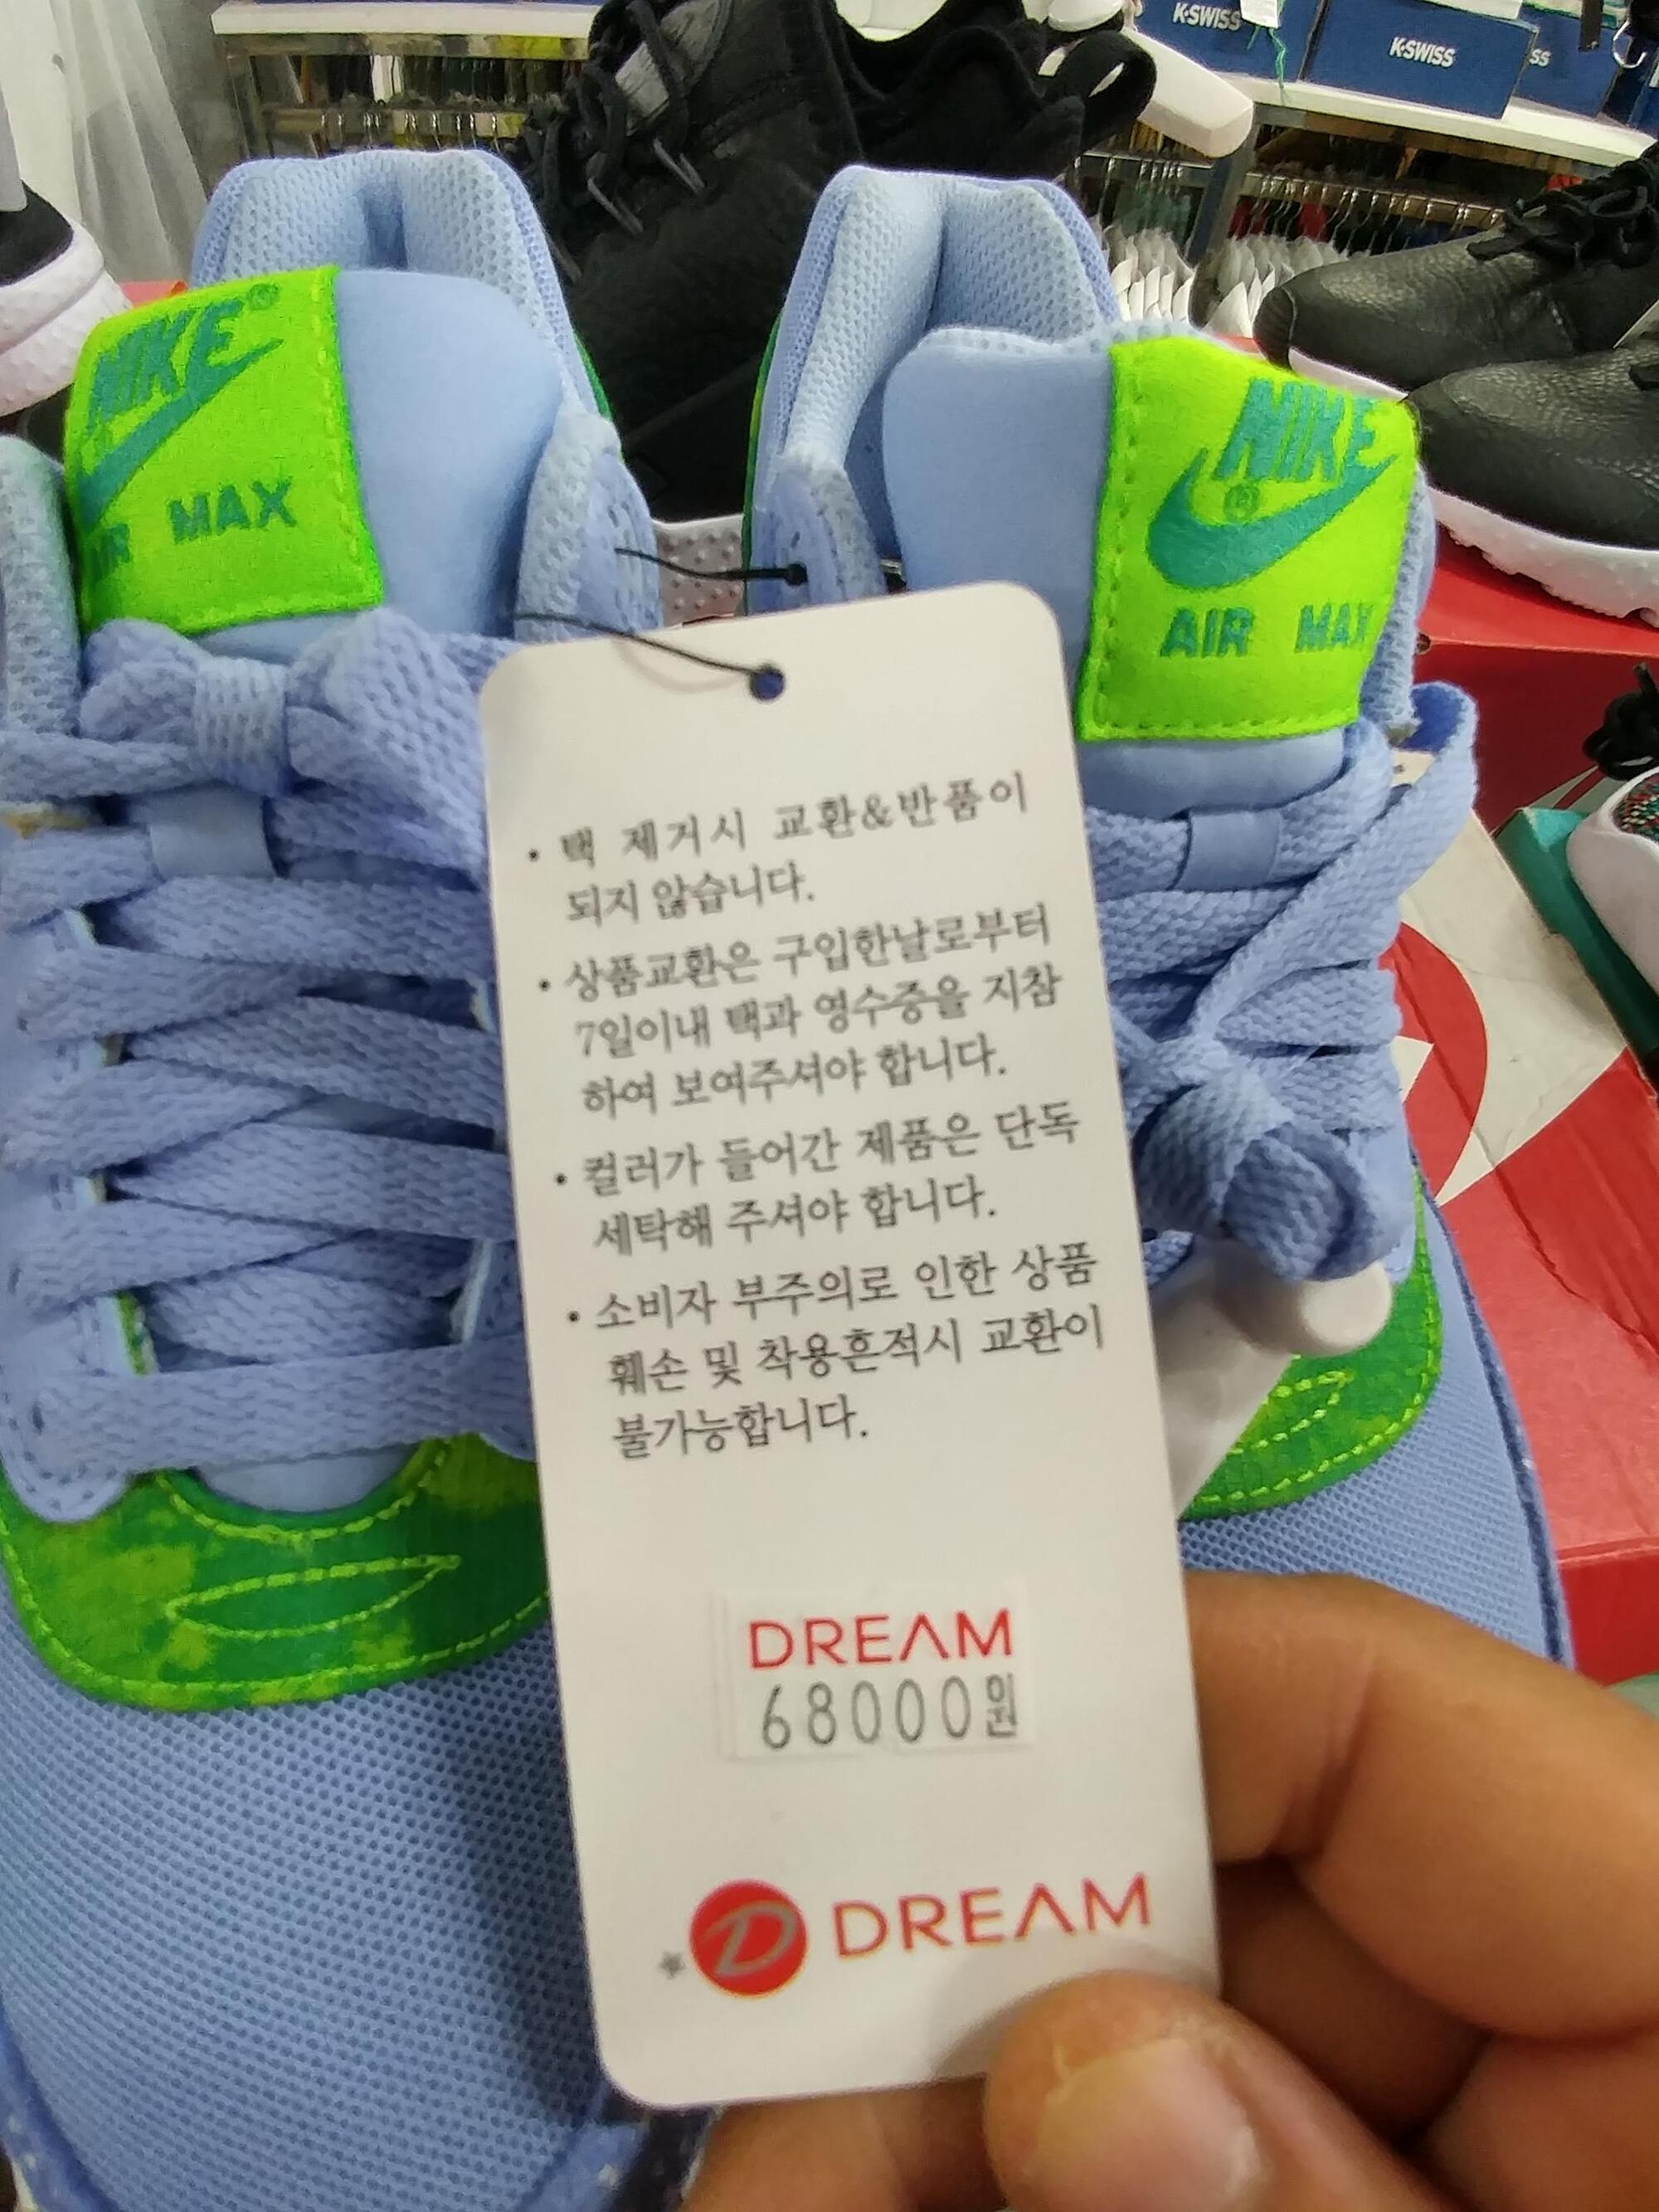 K·SWISS
K·SWISS
SS
NIKE®
MAX
NIKE
®
AIR MAX
• 택 제거시 교환&반품이
되지 않습니다.
• 상품교환은 구입한날로부터
7일이내 택과 영수증을 지참
하여 보여주셔야 합니다.
• 컬러가 들어간 제품은 단독
세탁해 주셔야 합니다.
• 소비자 부주의로 인한 상품
훼손 및 착용흔적시 교환이
불가능합니다.
DREAM
68000원
D DREAM